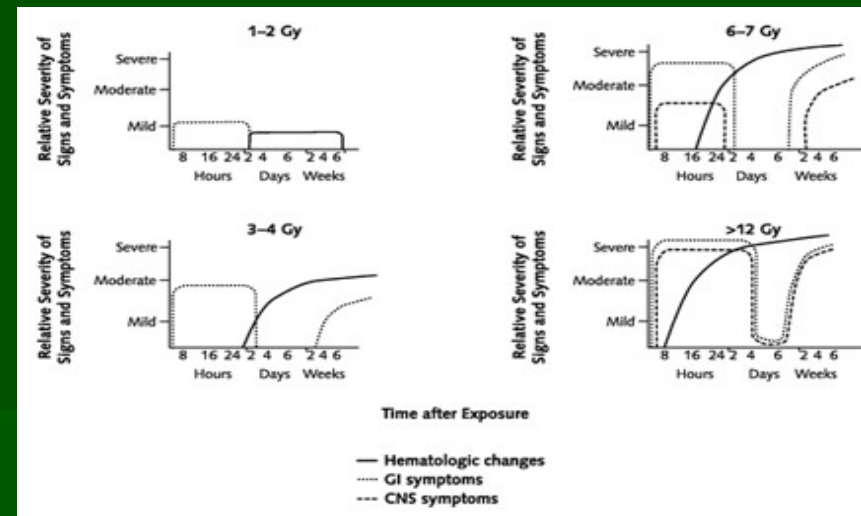 1–2 Gy
Relative Severity of
Signs and Symptoms
Severe
Moderate
Mild
8 16 24 2 4 6 2 4 6
Hours Days Weeks
6–7 Gy
Relative Severity of
Signs and Symptoms
Severe
Moderate
Mild
8 16 24 2 4 6 2 4 6
Hours Days Weeks
3–4 Gy
Relative Severity of
Signs and Symptoms
Severe
Moderate
Mild
8 16 24 2 4 6 2 4 6
Hours Days Weeks
>12 Gy
Relative Severity of
Signs and Symptoms
Severe
Moderate
Mild
8 16 24 2 4 6 2 4 6
Hours Days Weeks
Time after Exposure
Hematologic changes
GI symptoms
CNS symptoms